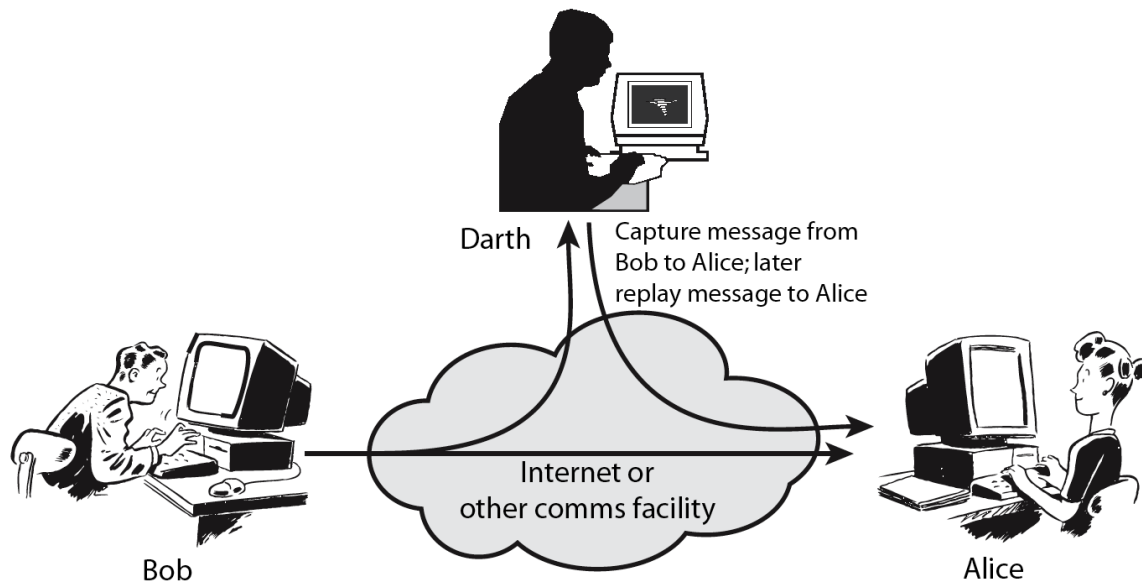 Darth
Capture message from
Bob to Alice; later
replay message to Alice
Internet or
other comms facility
Bob
Alice